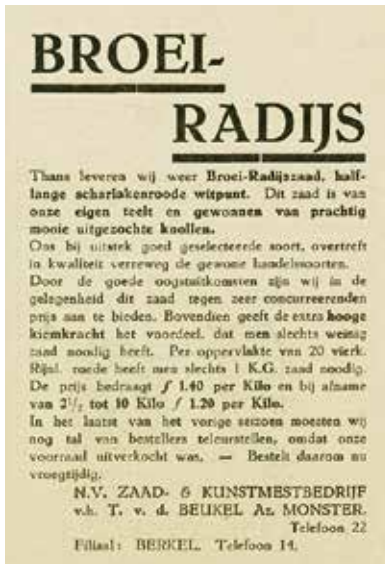 BROEI-
RADIJS
Thans leveren wij weer Broei-Radijszaad, half-
lange scharlakenroode witpunt. Dit zaad is van
onze eigen teelt en gewonnen van prachtig
mooie uitgezochte knollen.
Ons bij uitstek goed geselecteerde soort, overtreft
in kwaliteit verreweg de gewone handelssoorten.
Door de goede oogstuitkomsten zijn wij in de
gelegenheid dit zaad tegen zeer concurreerenden
prijs aan te bieden. Bovendien geeft de extra hooge
kiemkracht het voordeel, dat men slechts weinig
zaad noodig heeft. Per oppervlakte van 20 vierk.
Rijnl. roede heeft men slechts 1 K.G. zaad noodig.
De prijs bedraagt ƒ 1.40 per Kilo en bij afname
van 2½ tot 10 Kilo ƒ 1.20 per Kilo.
In het laatst van het vorige seizoen moesten wij
nog tal van bestellers teleurstellen, omdat onze
voorraad uitverkocht was. — Bestelt daarom nu
vroegtijdig.
N.V. ZAAD- & KUNSTMESTBEDRIJF
v.h. T. v. d. BEUKEL Az. MONSTER.
Telefoon 22
Filiaal: BERKEL. Telefoon 14.